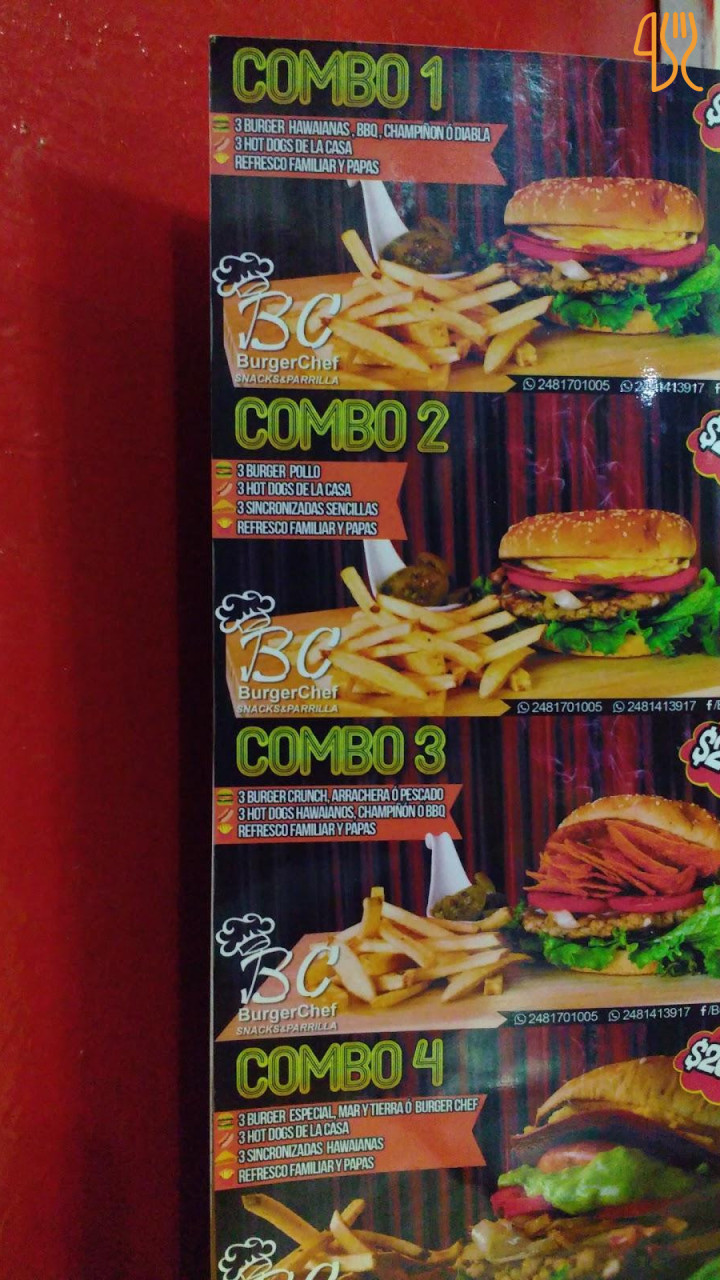 COMBO 1
3 BURGER HAWAIANAS , BBQ , CHAMPIÑON Ó DIABLA
3 HOT DOGS DE LA CASA
REFRESCO FAMILIAR Y PAPAS
BC
BurgerChef
SNACKS&PARRILLA
2481701005 2481413917 f
COMBO 2
3 BURGER POLLO
3 HOT DOGS DE LA CASA
3 SINCRONIZADAS SENCILLAS
REFRESCO FAMILIAR Y PAPAS
BC
BurgerChef
SNACKS&PARRILLA
2481701005 2481413917 f/B
COMBO 3
$2
3 BURGER CRUNCH, ARRACHERA Ó PESCADO
3 HOT DOGS HAWAIANOS, CHAMPIÑÓN O BBQ
REFRESCO FAMILIAR Y PAPAS
BC
BurgerChef
SNACKS&PARRILLA
2481701005 2481413917 f/B
COMBO 4
3 BURGER ESPECIAL, MAR Y TIERRA Ó BURGER CHEF
3 HOT DOGS DE LA CASA
3 SINCRONIZADAS HAWAIANAS
REFRESCO FAMILIAR Y PAPAS